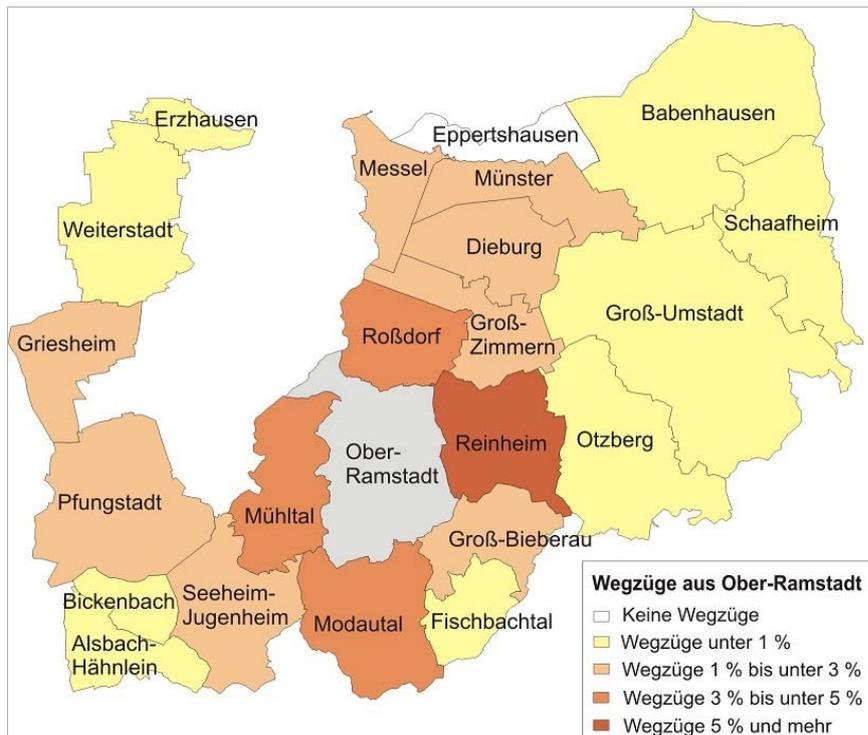 Erzhausen
Babenhausen
Eppertshausen
Messel
Münster
Schaafheim
Weiterstadt
Dieburg
Groß-Umstadt
Griesheim
Roßdorf
Groß-
Zimmern
Otzberg
Reinheim
Ober-
Ramstadt
Pfungstadt
Mühltal
Groß-Bieberau
Bickenbach
Seeheim-
Jugenheim
Modautal
Fischbachtal
Alsbach-
Hähnlein
Wegzüge aus Ober-Ramstadt
Keine Wegzüge
Wegzüge unter 1 %
Wegzüge 1 % bis unter 3 %
Wegzüge 3 % bis unter 5 %
Wegzüge 5 % und mehr